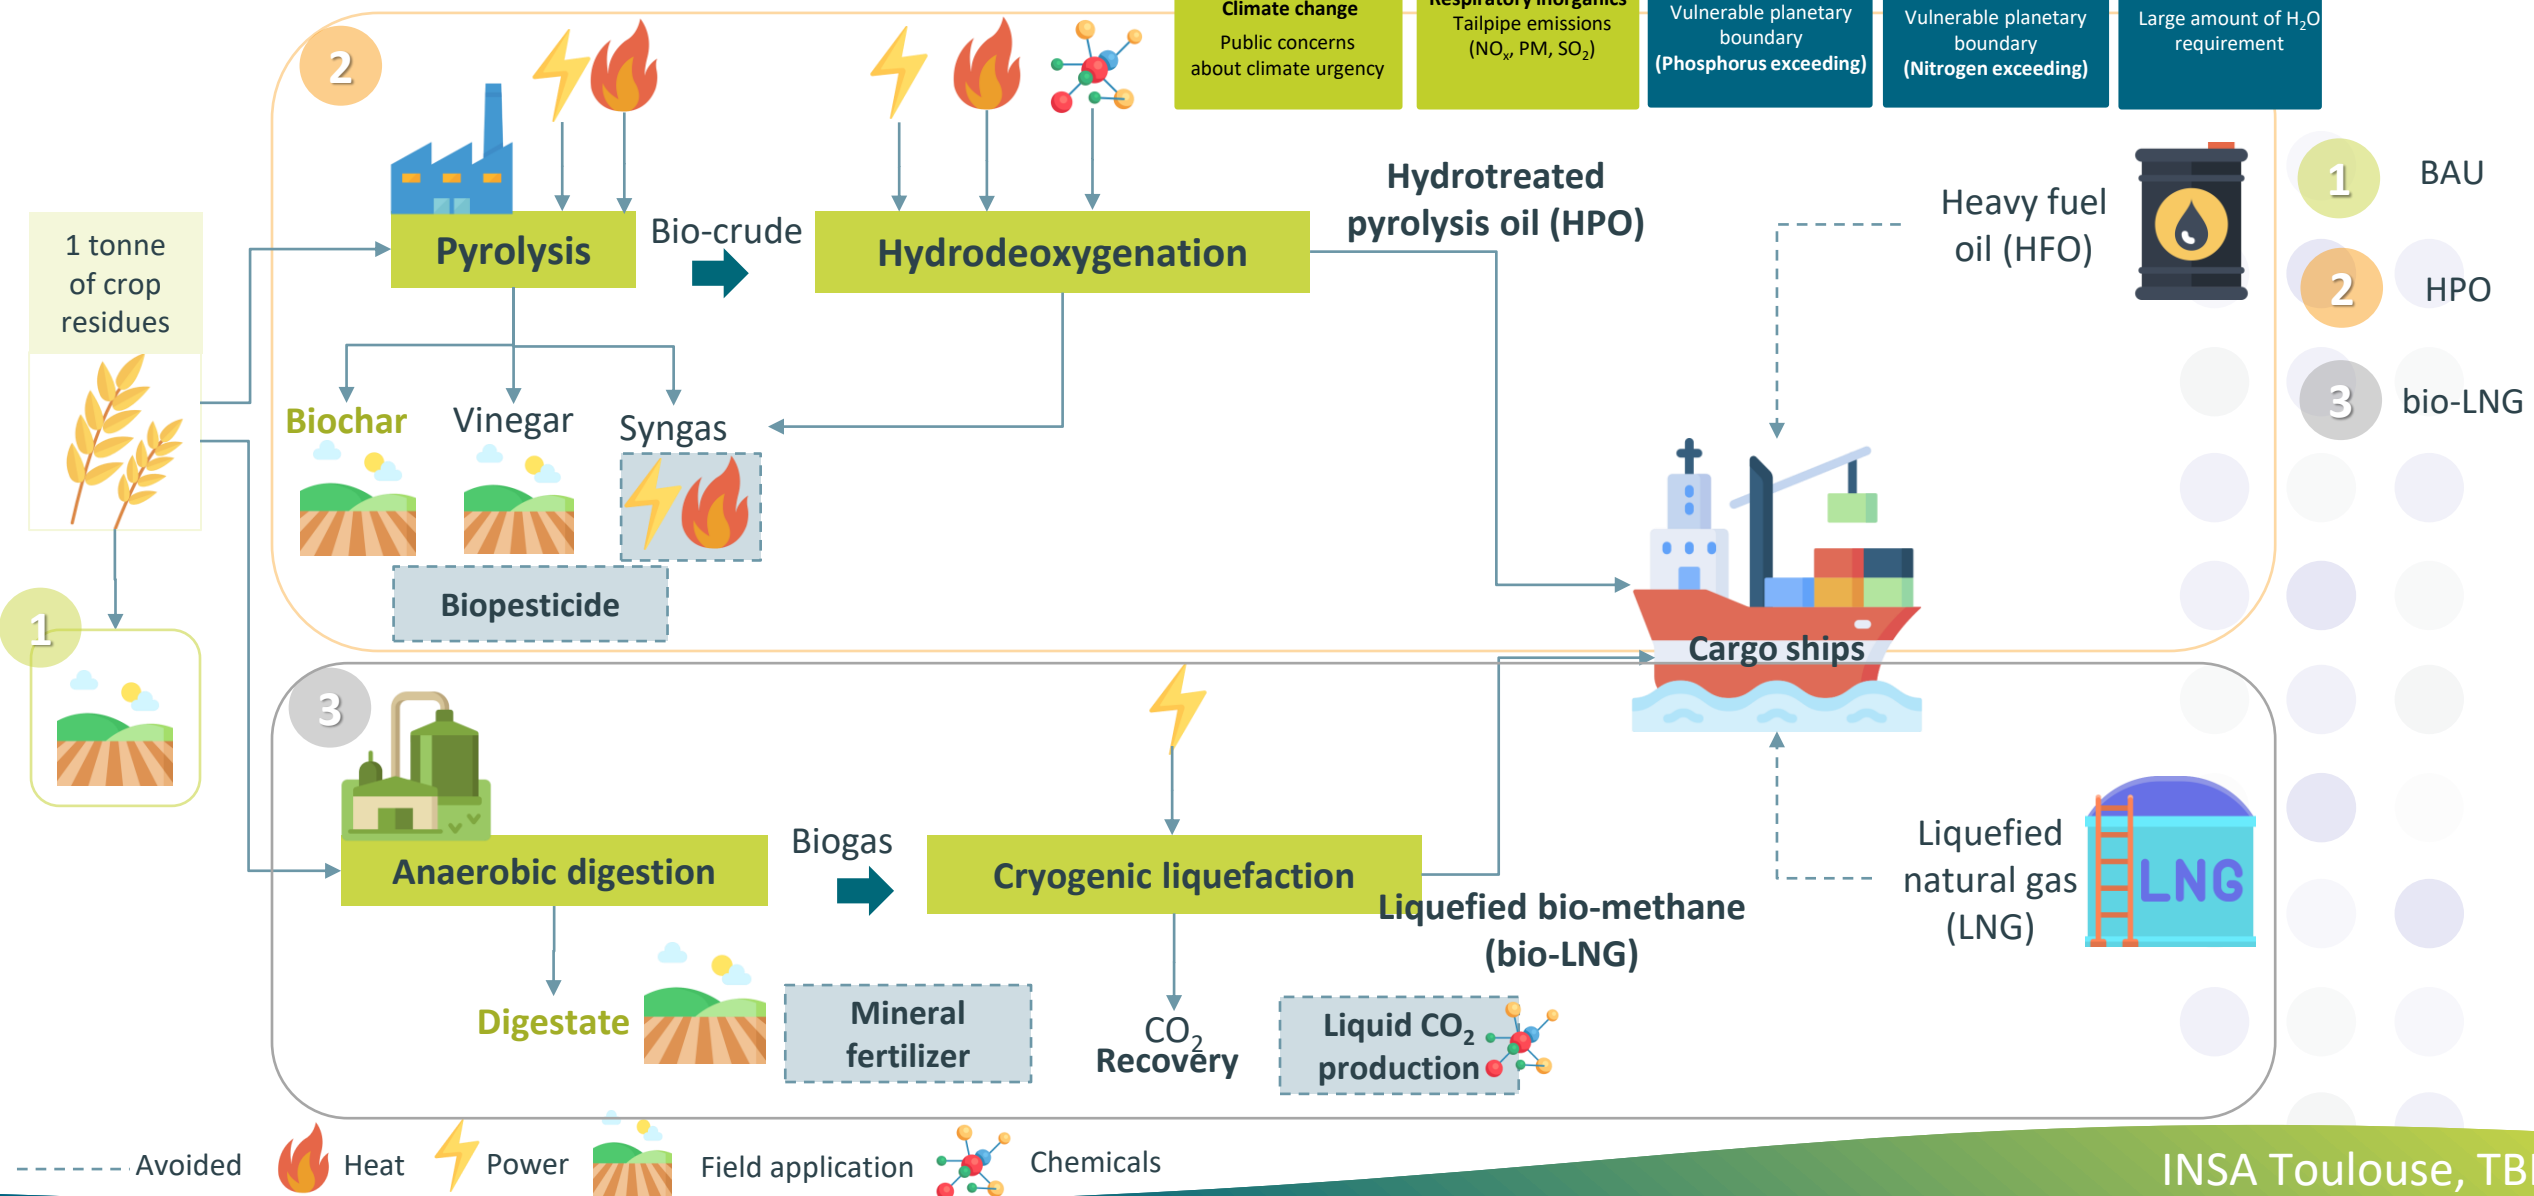 Climate change
Public concerns
about climate urgency
Respiratory inorganics
Tailpipe emissions
(NOx, PM, SO2)
Vulnerable planetary
boundary
(Phosphorus exceeding)
Vulnerable planetary
boundary
(Nitrogen exceeding)
Large amount of H2O
requirement
2
1 tonne
of crop
residues
Pyrolysis
Bio-crude
Hydrodeoxygenation
Hydrotreated
pyrolysis oil (HPO)
Heavy fuel
oil (HFO)
1
BAU
2
HPO
3
bio-LNG
Biochar
Vinegar
Syngas
Biopesticide
1
Cargo ships
3
Anaerobic digestion
Biogas
Cryogenic liquefaction
Liquefied bio-methane
(bio-LNG)
Liquefied
natural gas
(LNG)
LNG
Digestate
Mineral
fertilizer
CO2
Recovery
Liquid CO2
production
Avoided
Heat
Power
Field application
Chemicals
INSA Toulouse,